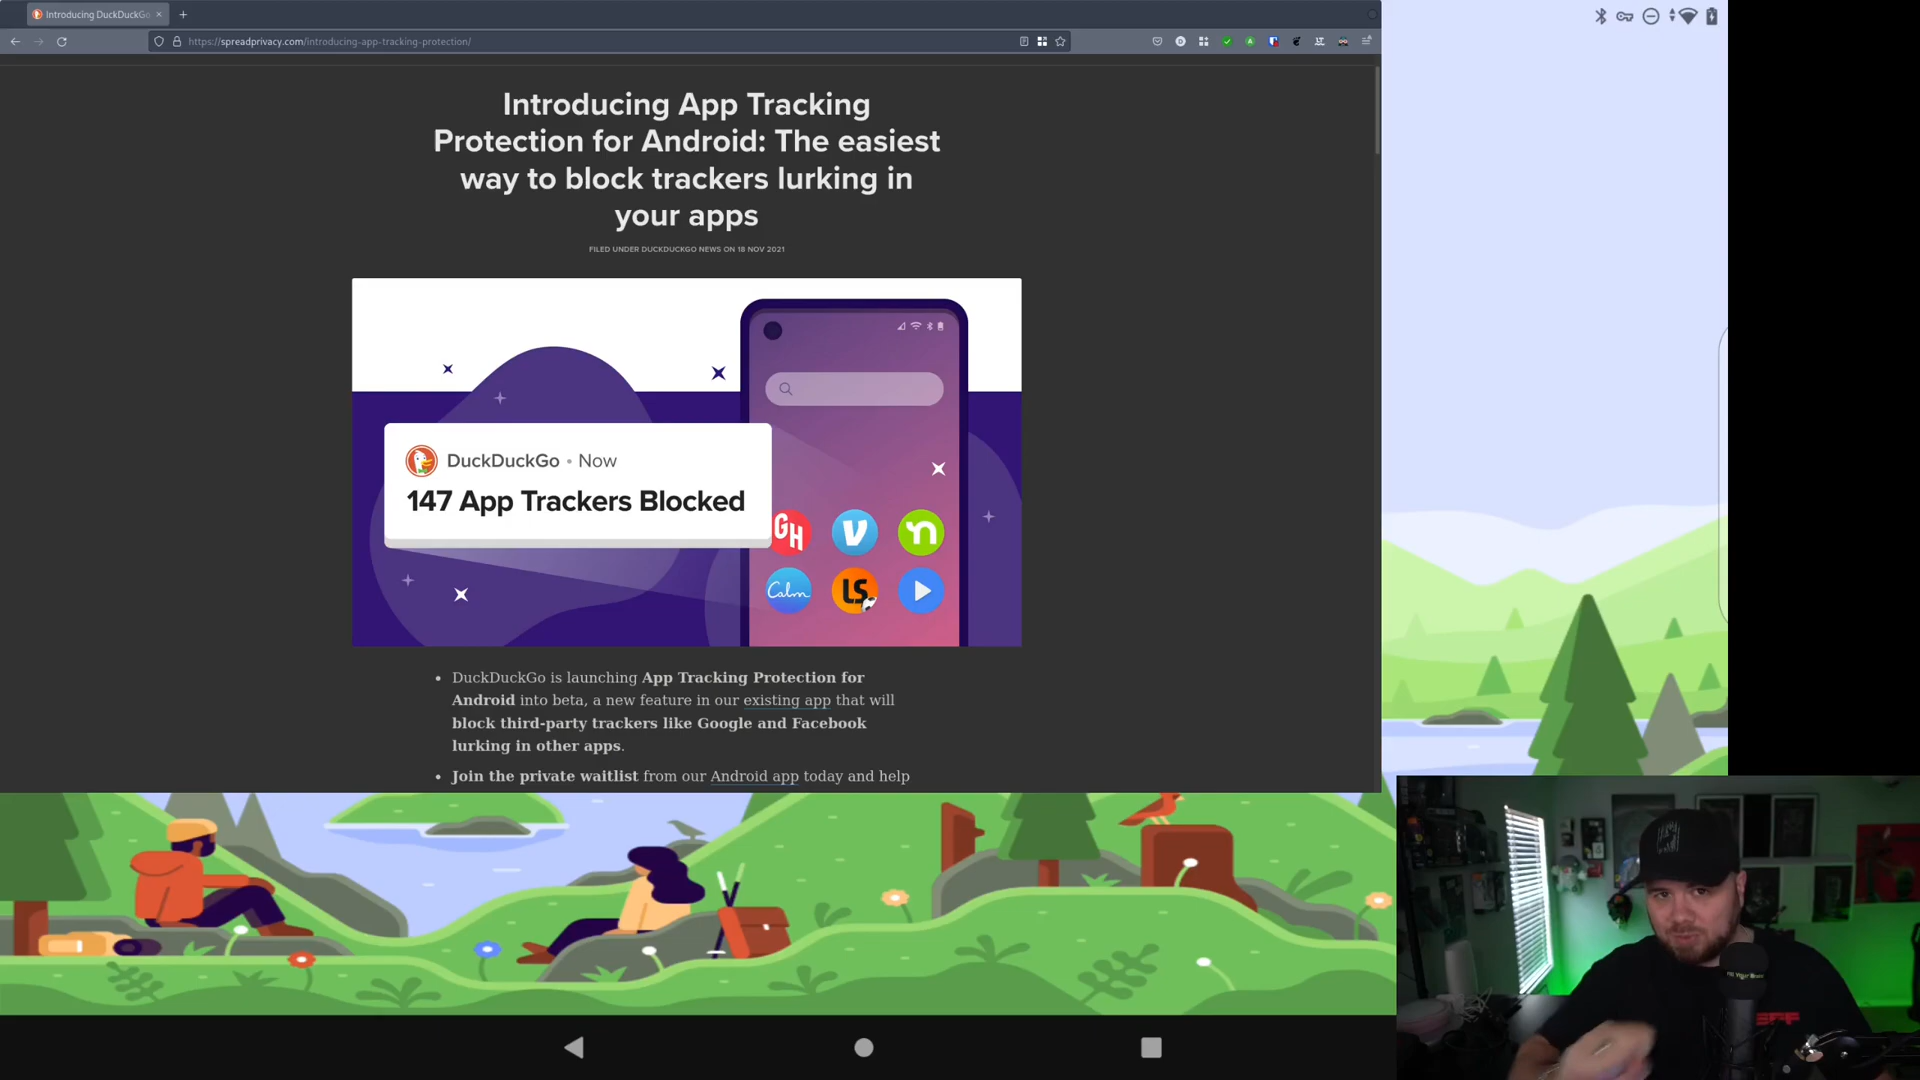 Introducing DuckDuckGo
https://spreadprivacy.com/introducing-app-tracking-protection/
Introducing App Tracking
Protection for Android: The easiest
way to block trackers lurking in
your apps
FILED UNDER DUCKDUCKGO NEWS ON 18 NOV 2021
DuckDuckGo • Now
147 App Trackers Blocked
GH
V
n
Calm
LS
• DuckDuckGo is launching App Tracking Protection for
Android into beta, a new feature in our existing app that will
block third-party trackers like Google and Facebook
lurking in other apps.
• Join the private waitlist from our Android app today and help